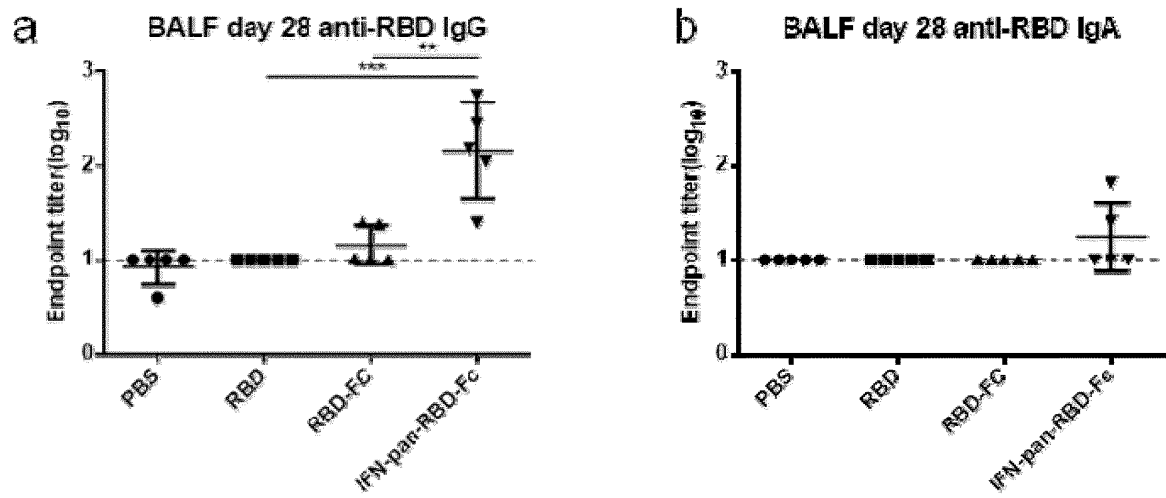 a
BALF day 28 anti-RBD IgG
**
***
3
2
1
0
Endpoint titer(log10)
PBS
RBD
RBD-FC
IFN-pan-RBD-Fc
b
BALF day 28 anti-RBD IgA
3
2
1
0
Endpoint titer(log10)
PBS
RBD
RBD-FC
IFN-pan-RBD-Fc